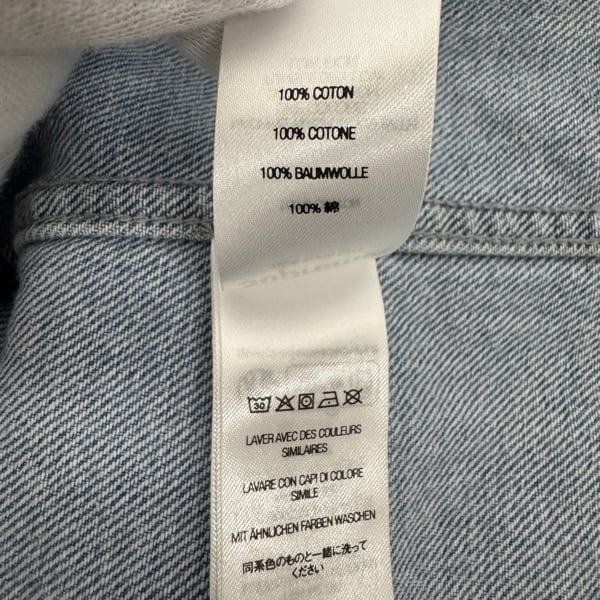 100% COTON
100% COTONE
100% BAUMWOLLE
100% 綿
30
LAVER AVEC DES COULEURS
SIMILAIRES
LAVARE CON CAPI DI COLORE
SIMILE
MIT ÄHNLICHEN FARBEN WASCHEN
同系色のものと一緒に洗って
ください